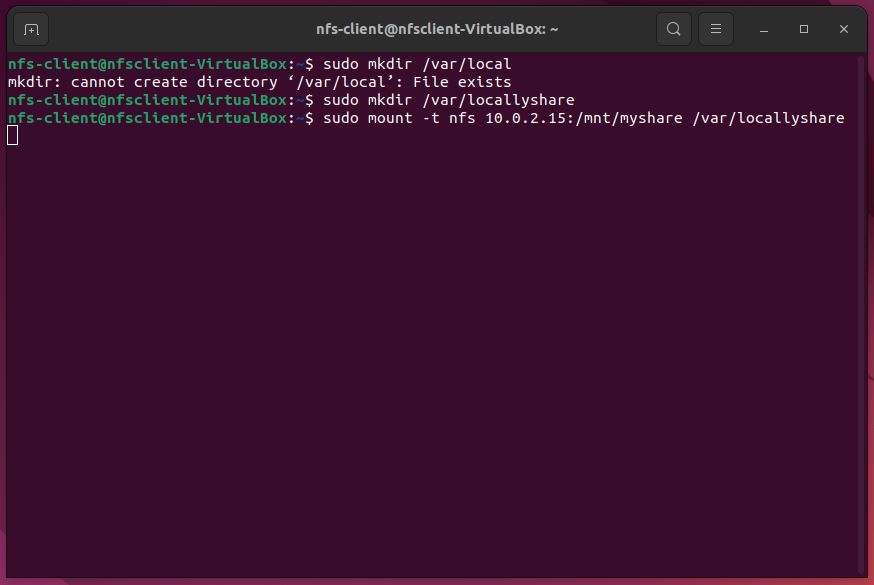 nfs-client@nfsclient-VirtualBox: ~
nfs-client@nfsclient-VirtualBox:~$ sudo mkdir /var/local
mkdir: cannot create directory ‘/var/local’: File exists
nfs-client@nfsclient-VirtualBox:~$ sudo mkdir /var/locallyshare
nfs-client@nfsclient-VirtualBox:~$ sudo mount -t nfs 10.0.2.15:/mnt/myshare /var/locallyshare